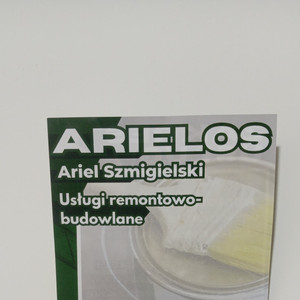 ARIELOS
Ariel Szmigielski
Usługi remontowo-
budowlane